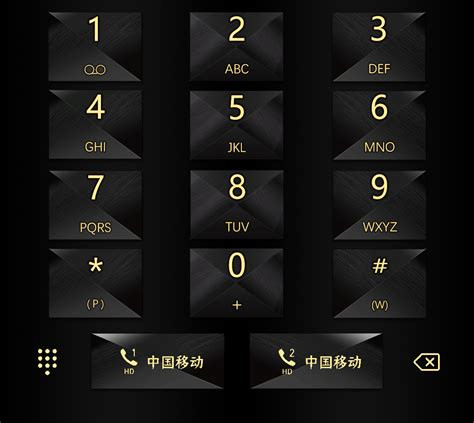 1 2 3
ABC DEF
4 5 6
GHI JKL MNO
7 8 9
PQRS TUV WXYZ
* 0 #
(P) + (W)
1 中国移动 2 中国移动
HD HD